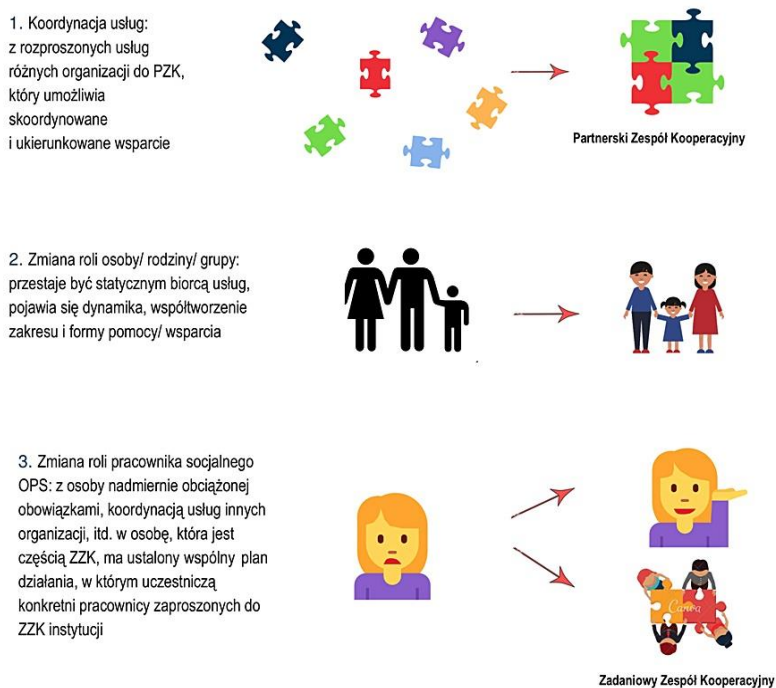 1. Koordynacja usług:
z rozproszonych usług
różnych organizacji do PZK,
który umożliwia
skoordynowane
i ukierunkowane wsparcie
Partnerski Zespół Kooperacyjny
2. Zmiana roli osoby/ rodziny/ grupy:
przestaje być statycznym biorcą usług,
pojawia się dynamika, współtworzenie
zakresu i formy pomocy/ wsparcia
3. Zmiana roli pracownika socjalnego
OPS: z osoby nadmiernie obciążonej
obowiązkami, koordynacją usług innych
organizacji, itd. w osobę, która jest
częścią ZZK, ma ustalony wspólny plan
działania, w którym uczestniczą
konkretni pracownicy zaproszonych do
ZZK instytucji
Canva
Zadaniowy Zespół Kooperacyjny